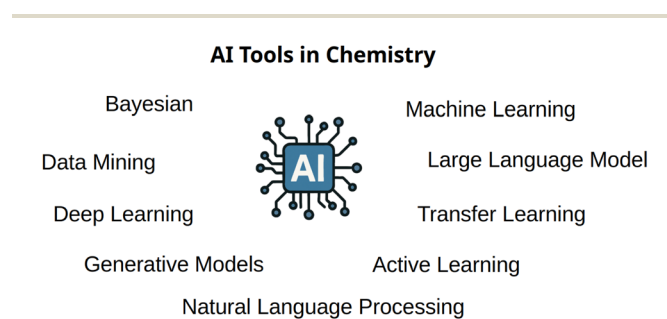 AI Tools in Chemistry
Bayesian
Machine Learning
AI
Data Mining
Large Language Model
Deep Learning
Transfer Learning
Generative Models
Active Learning
Natural Language Processing